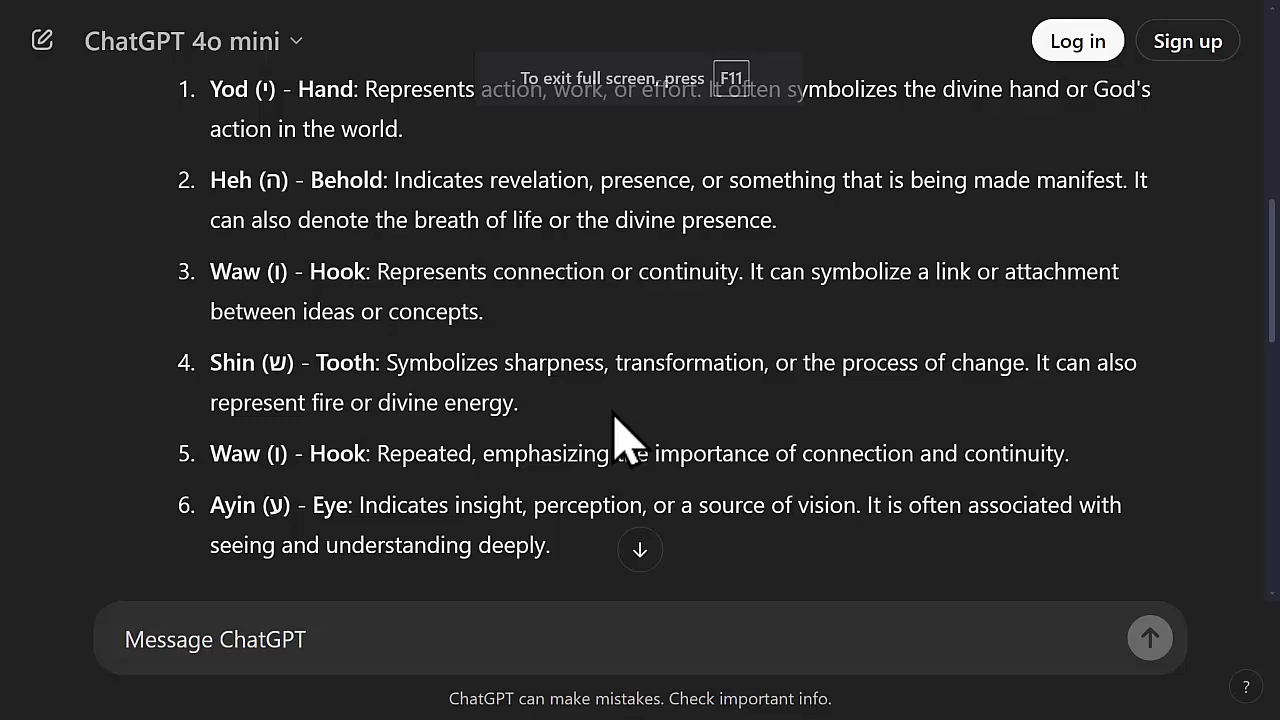 ChatGPT 4o mini
Log in
Sign up
To exit full screen, press F11
1. Yod (י) - Hand: Represents action, work, or effort. It often symbolizes the divine hand or God's
action in the world.
2. Heh (ה) - Behold: Indicates revelation, presence, or something that is being made manifest. It
can also denote the breath of life or the divine presence.
3. Waw (ו) - Hook: Represents connection or continuity. It can symbolize a link or attachment
between ideas or concepts.
4. Shin (ש) - Tooth: Symbolizes sharpness, transformation, or the process of change. It can also
represent fire or divine energy.
5. Waw (ו) - Hook: Repeated, emphasizing the importance of connection and continuity.
6. Ayin (ע) - Eye: Indicates insight, perception, or a source of vision. It is often associated with
seeing and understanding deeply.
Message ChatGPT
ChatGPT can make mistakes. Check important info.
?